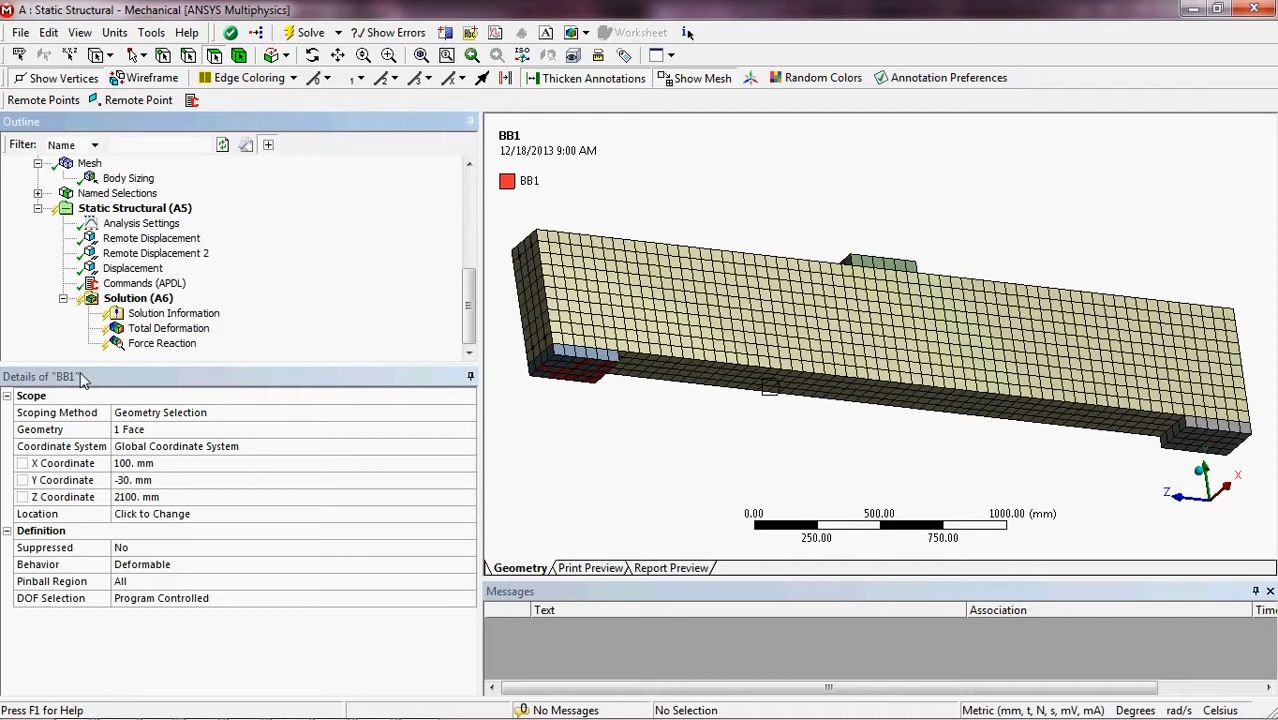 A : Static Structural - Mechanical [ANSYS Multiphysics]
File Edit View Units Tools Help Solve Show Errors Worksheet
Show Vertices Wireframe Edge Coloring Thicken Annotations Show Mesh Random Colors Annotation Preferences
Remote Points Remote Point
Outline
Filter: Name
Mesh
Body Sizing
Named Selections
Static Structural (A5)
Analysis Settings
Remote Displacement
Remote Displacement 2
Displacement
Commands (APDL)
Solution (A6)
Solution Information
Total Deformation
Force Reaction
Details of "BB1"
Scope
Scoping Method Geometry Selection
Geometry 1 Face
Coordinate System Global Coordinate System
X Coordinate 100. mm
Y Coordinate -30. mm
Z Coordinate 2100. mm
Location Click to Change
Definition
Suppressed No
Behavior Deformable
Pinball Region All
DOF Selection Program Controlled
BB1
12/18/2013 9:00 AM
BB1
Z X
0.00 500.00 1000.00 (mm)
250.00 750.00
Geometry Print Preview Report Preview
Messages
Text Association Time
Press F1 for Help 0 No Messages No Selection Metric (mm, t, N, s, mV, mA) Degrees rad/s Celsius